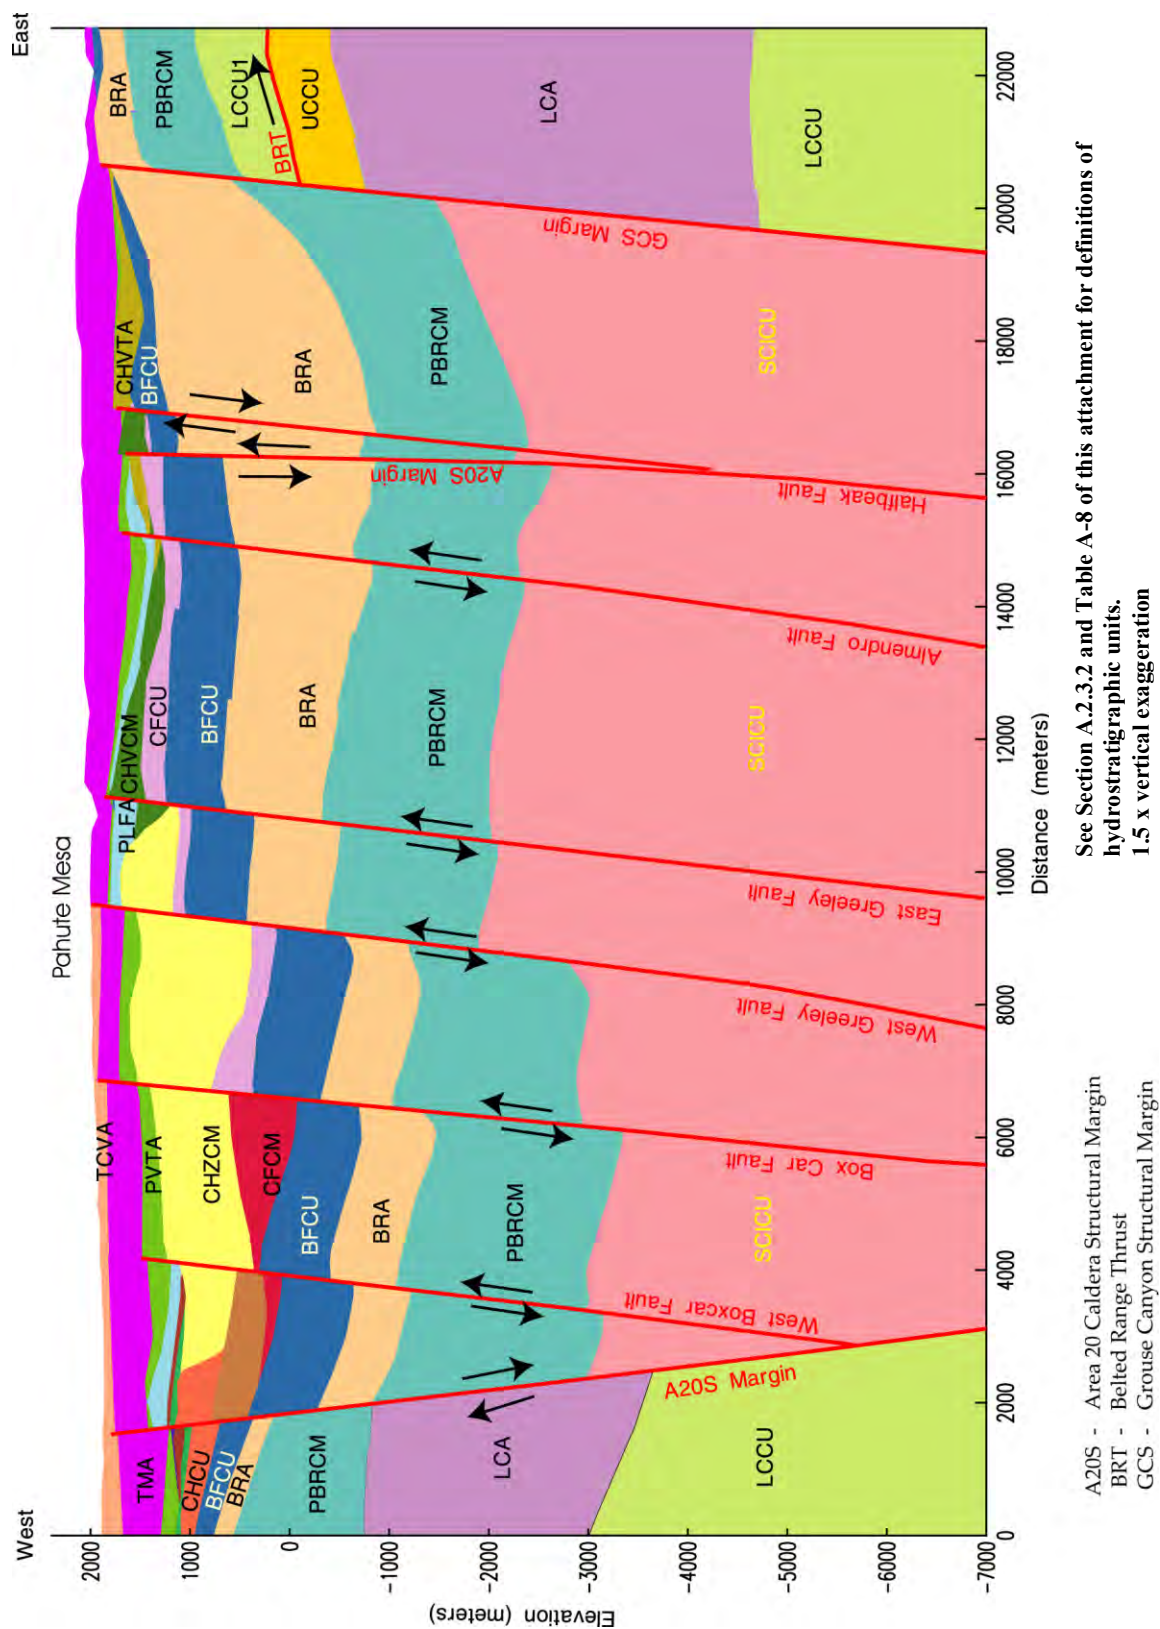 West
East
Pahute Mesa
Elevation (meters)
2000
1000
0
-1000
-2000
-3000
-4000
-5000
-6000
-7000
Distance (meters)
0
2000
4000
6000
8000
10000
12000
14000
16000
18000
20000
22000
TMA
CHCU
BFCU
BRA
PBRCM
LCA
LCCU
A20S Margin
TCVA
PVTA
CHZCM
CFCM
BFCU
BRA
PBRCM
SCICU
West Boxcar Fault
Box Car Fault
West Greeley Fault
East Greeley Fault
PLFA
CHVCM
CFCU
BFCU
BRA
PBRCM
SCICU
Almendro Fault
Halfbeak Fault
A20S Margin
CHVTA
BFCU
BRA
PBRCM
SCICU
GCS Margin
BRA
PBRCM
LCCU1
BRT
UCCU
LCA
LCCU
A20S - Area 20 Caldera Structural Margin
BRT - Belted Range Thrust
GCS - Grouse Canyon Structural Margin
See Section A.2.3.2 and Table A-8 of this attachment for definitions of
hydrostratigraphic units.
1.5 x vertical exaggeration